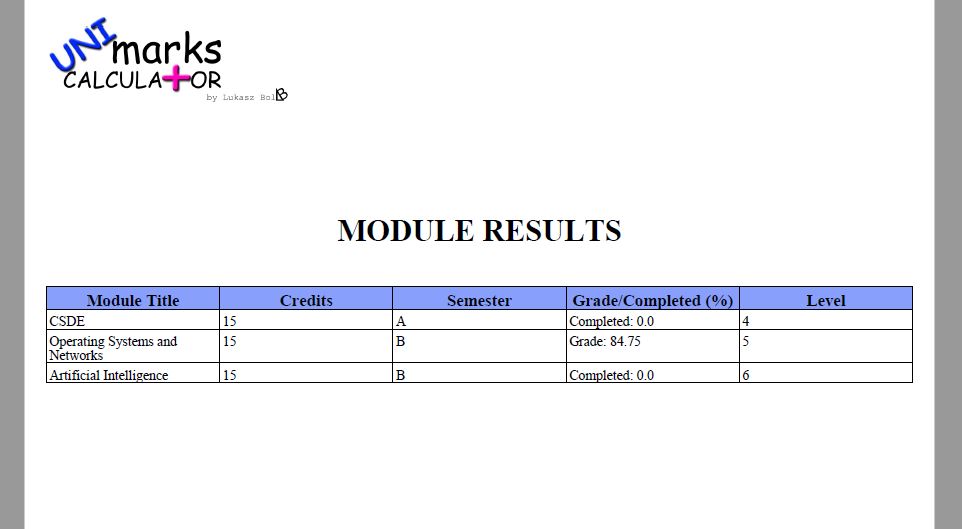 UNI marks
CALCULA+OR
by Lukasz Bol
MODULE RESULTS
Module Title Credits Semester Grade/Completed (%) Level
CSDE 15 A Completed: 0.0 4
Operating Systems and 15 B Grade: 84.75 5
Networks
Artificial Intelligence 15 B Completed: 0.0 6